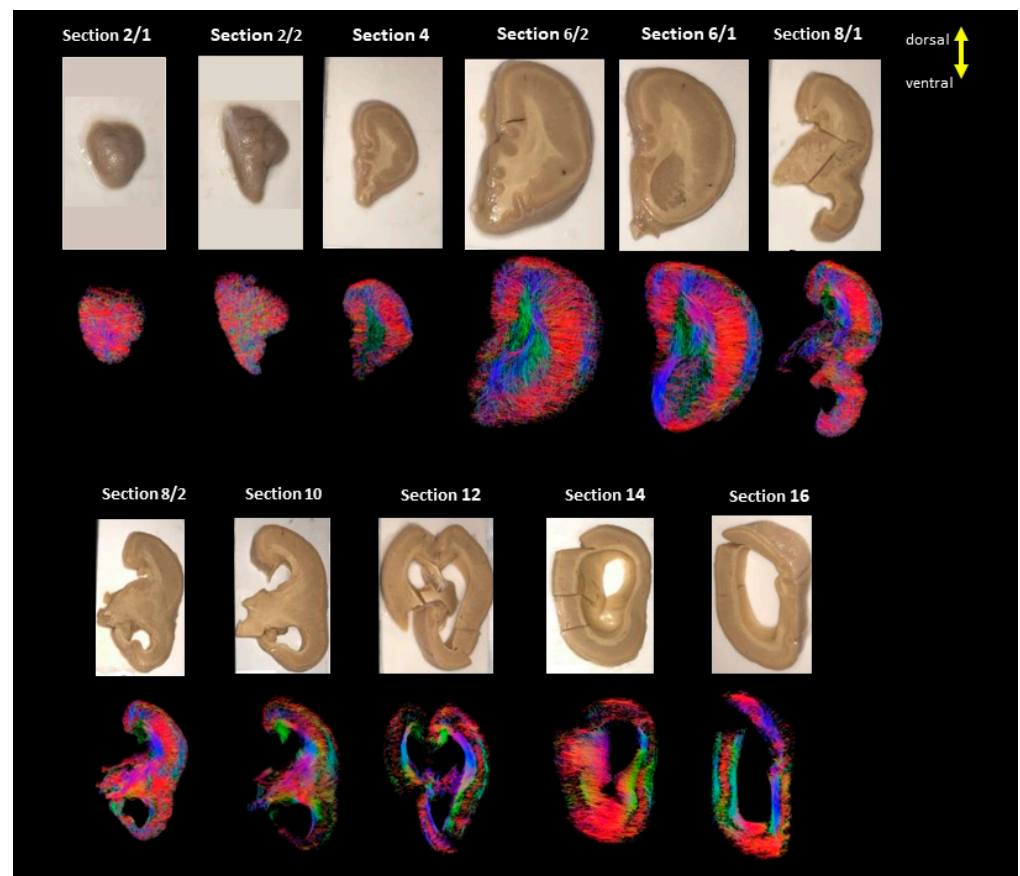 Section 2/1
Section 2/2
Section 4
Section 6/2
Section 6/1
Section 8/1
dorsal
ventral
Section 8/2
Section 10
Section 12
Section 14
Section 16